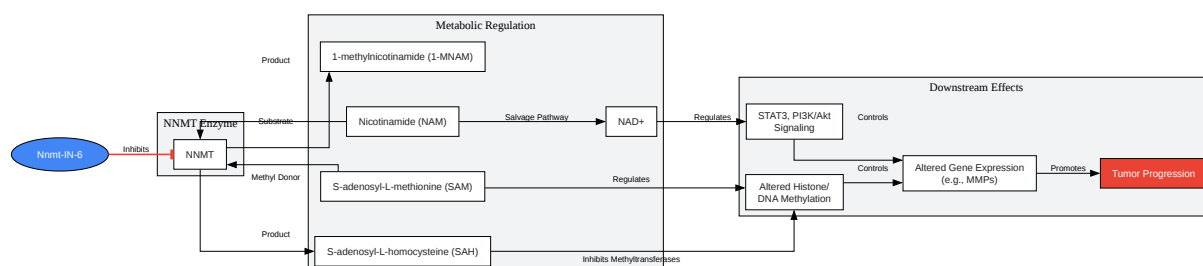 Metabolic Regulation
Product
1-methylnicotinamide (1-MNAM)
Downstream Effects
NNMT Enzyme
Substrate
Nicotinamide (NAM)
Salvage Pathway
NAD+
Regulates
STAT3, PI3K/Akt
Signaling
Controls
Nnmt-IN-6
Inhibits
NNMT
Methyl Donor
S-adenosyl-L-methionine (SAM)
Regulates
Altered Histone/
DNA Methylation
Controls
Altered Gene Expression
(e.g., MMPs)
Promotes
Tumor Progression
Product
S-adenosyl-L-homocysteine (SAH)
Inhibits Methyltransferases